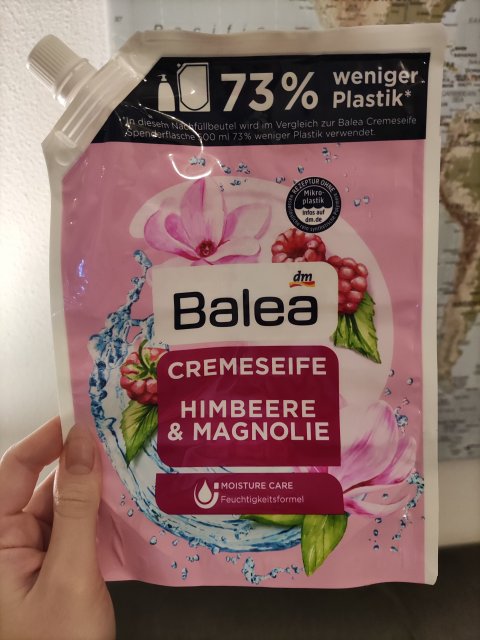 73% weniger
Plastik*
*In diesem Nachfüllbeutel wird im Vergleich zur Balea Cremeseife
Spenderflasche 500 ml 73% weniger Plastik verwendet.
REZEPTUR OHNE
Mikro-
plastik
Infos auf
dm.de
dm
Balea
CREMESEIFE
HIMBEERE
& MAGNOLIE
MOISTURE CARE
Feuchtigkeitsformel